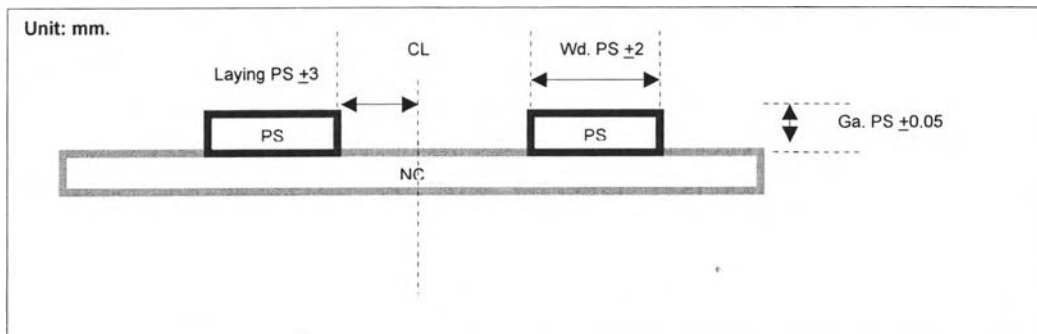 Unit: mm.
CL
Wd. PS ±2
Laying PS ±3
Ga. PS ±0.05
PS
PS
NC